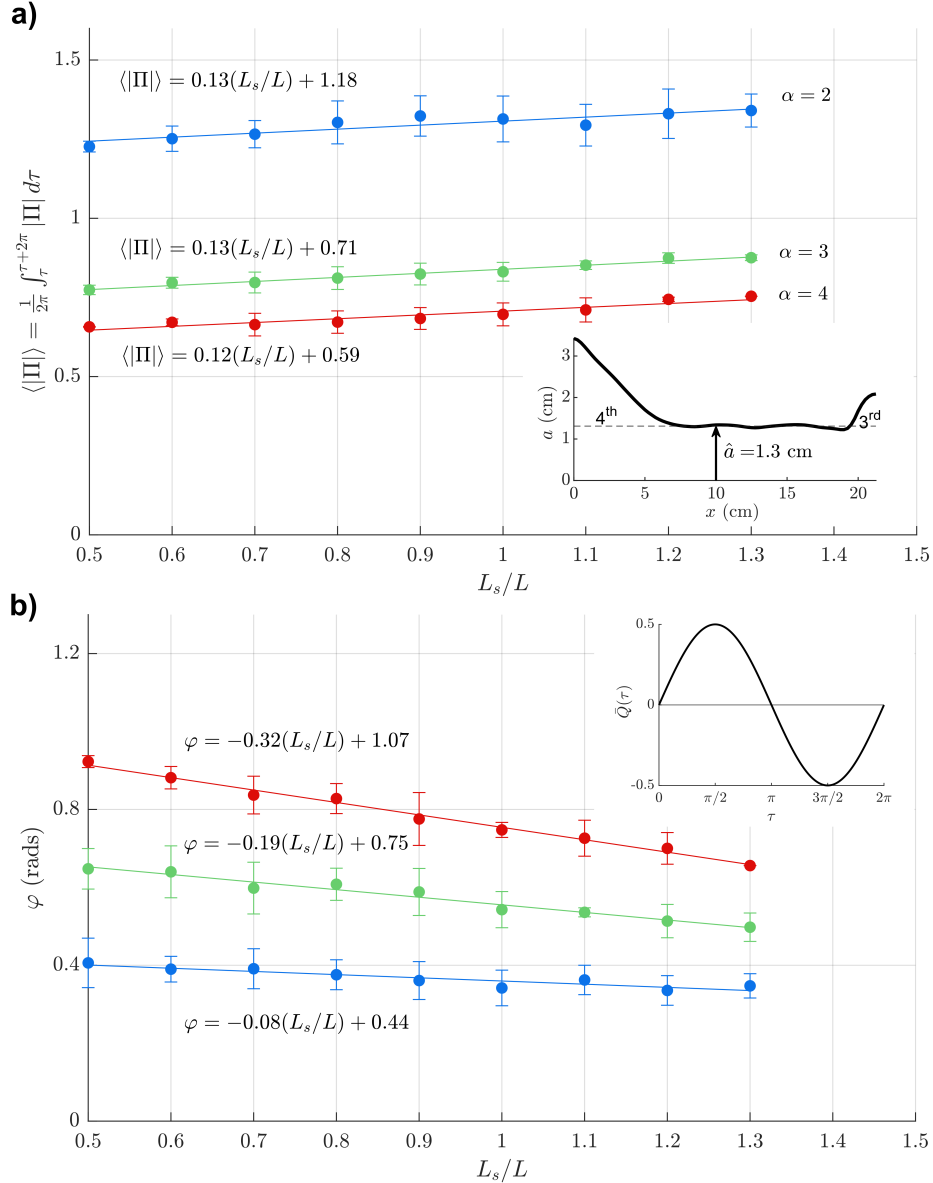 a)
1.5
1
0.5
0
⟨|Π|⟩ = 1/2π ∫_τ^{τ+2π} |Π| dτ
⟨|Π|⟩ = 0.13(L_s/L) + 1.18
α = 2
⟨|Π|⟩ = 0.13(L_s/L) + 0.71
α = 3
α = 4
⟨|Π|⟩ = 0.12(L_s/L) + 0.59
3
2
1
0
a (cm)
4th
3rd
â = 1.3 cm
0 5 10 15 20
x (cm)
0.5 0.6 0.7 0.8 0.9 1 1.1 1.2 1.3 1.4 1.5
L_s/L
b)
1.2
0.8
0.4
0
φ (rads)
0.5
0
-0.5
Q̄(τ)
0 π/2 π 3π/2 2π
τ
φ = −0.32(L_s/L) + 1.07
φ = −0.19(L_s/L) + 0.75
φ = −0.08(L_s/L) + 0.44
0.5 0.6 0.7 0.8 0.9 1 1.1 1.2 1.3 1.4 1.5
L_s/L